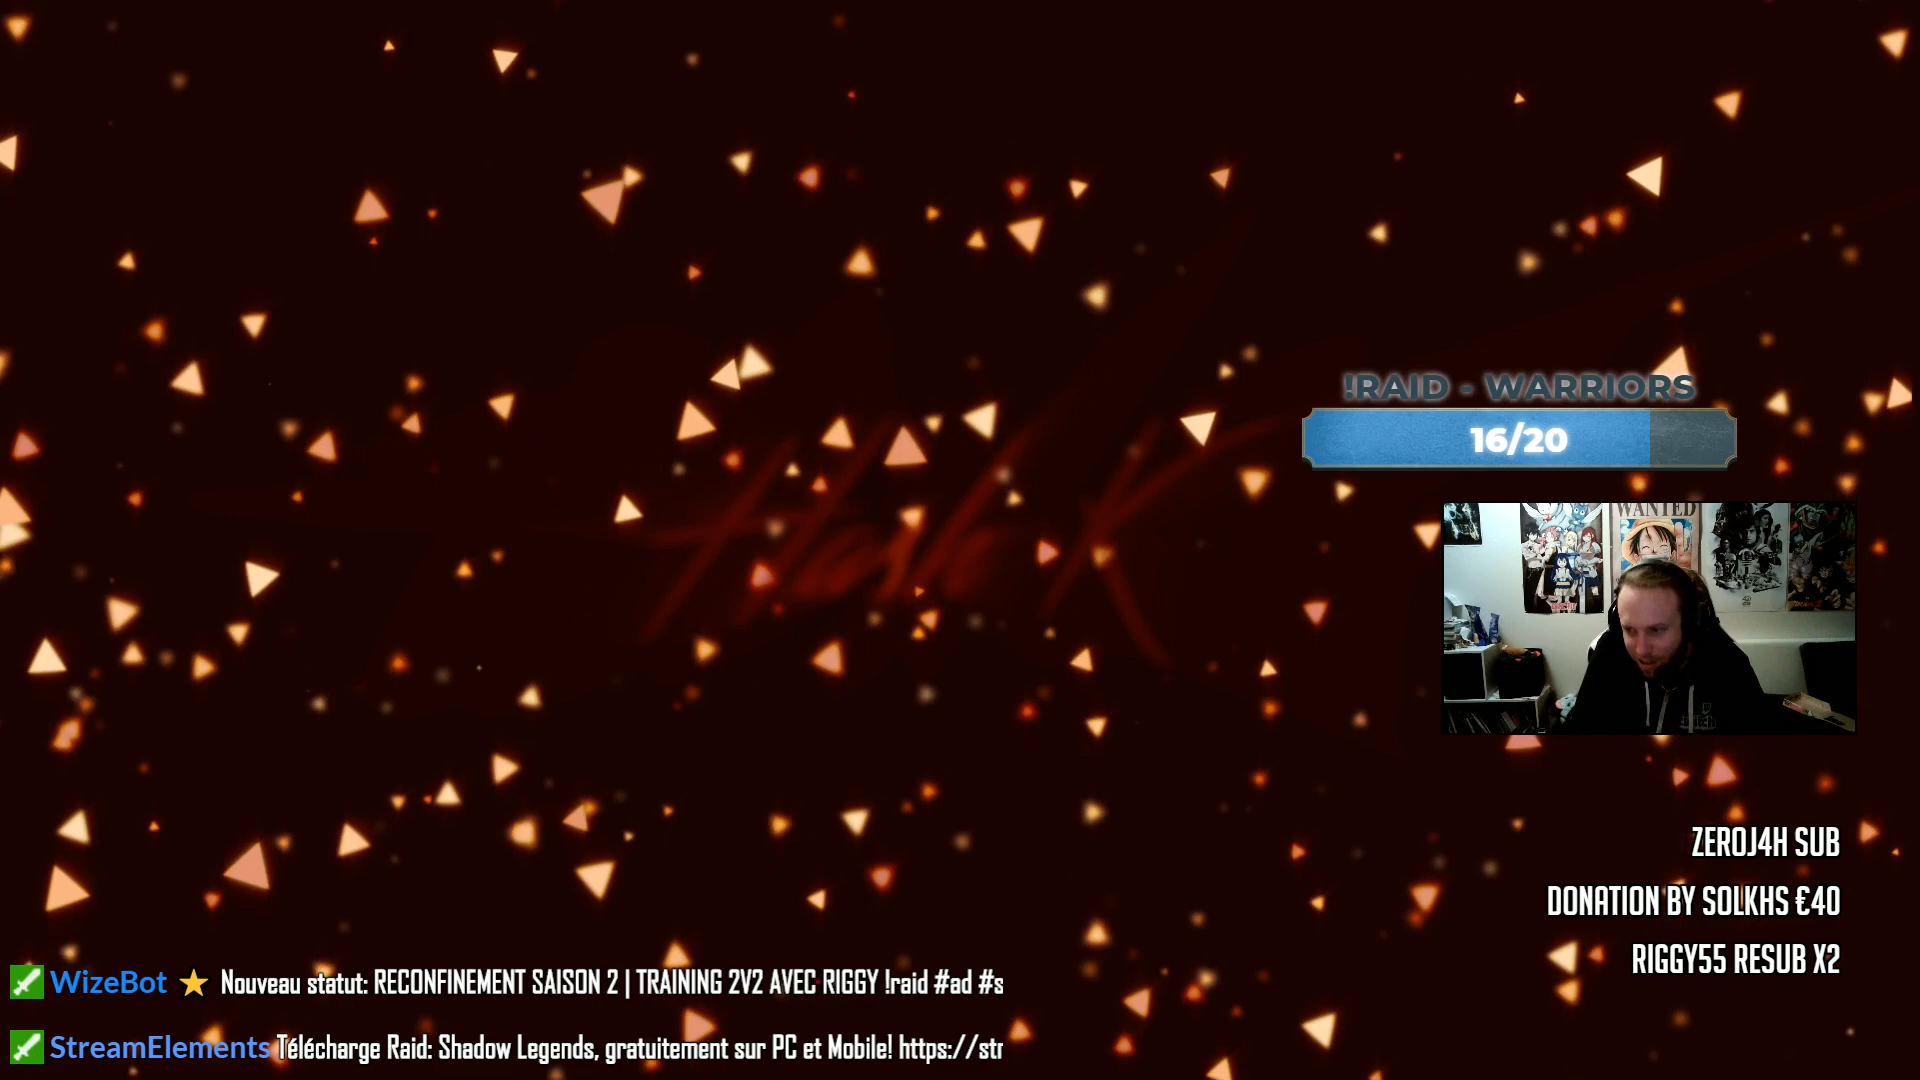 !RAID - WARRIORS
16/20
WANTED
ZEROJ4H SUB
DONATION BY SOLKHS €40
RIGGY55 RESUB X2
WizeBot ⭐ Nouveau statut: RECONFINEMENT SAISON 2 | TRAINING 2V2 AVEC RIGGY !raid #ad #s
StreamElements Télécharge Raid: Shadow Legends, gratuitement sur PC et Mobile! https://str